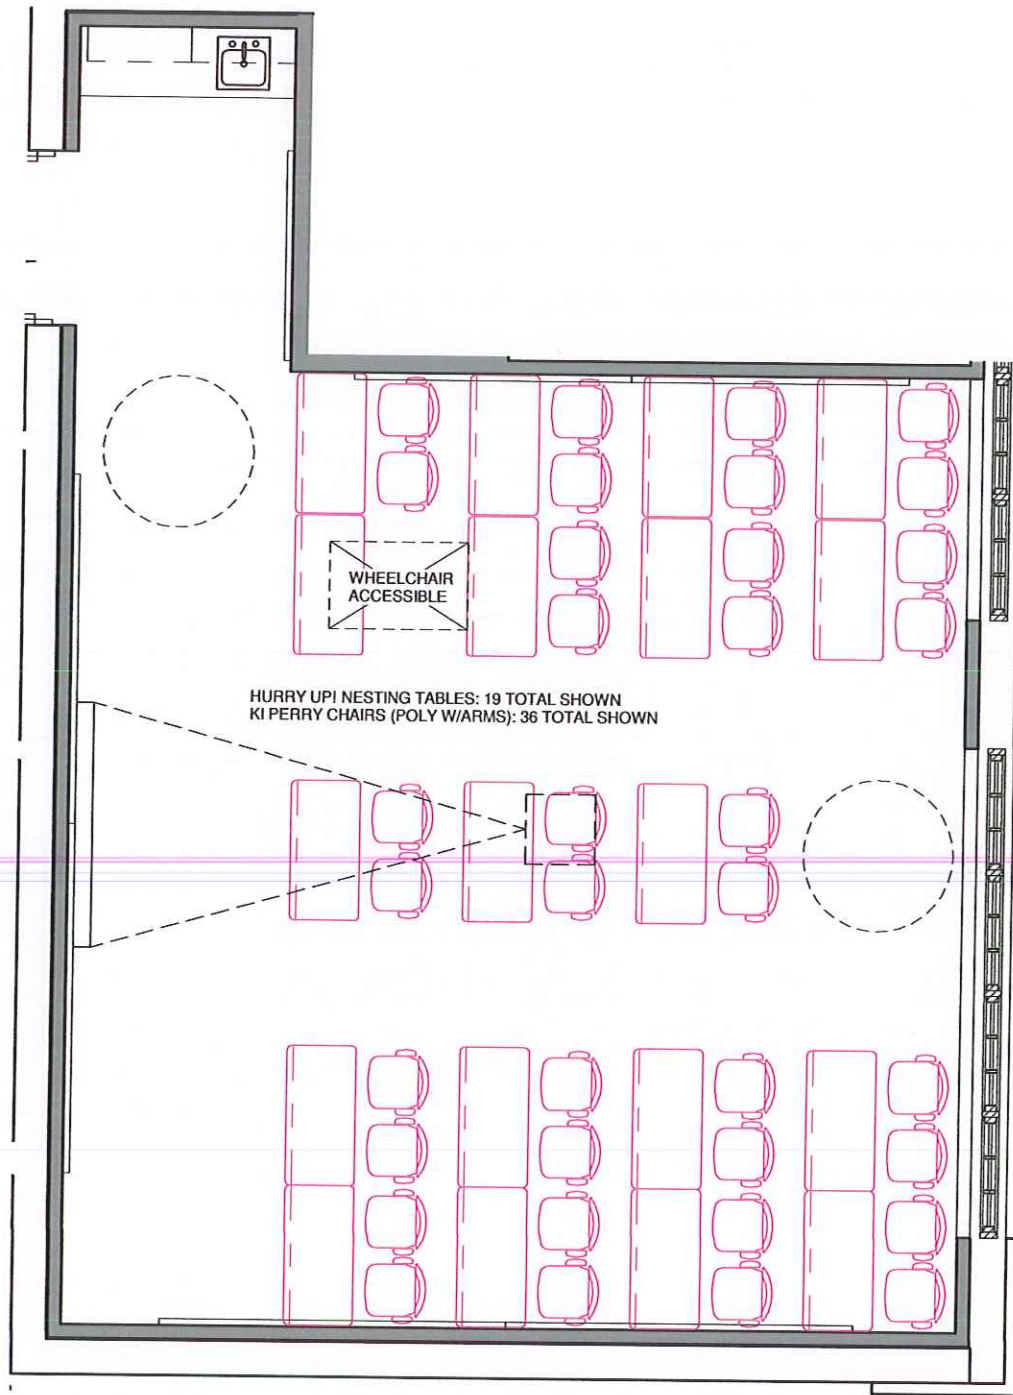 WHEELCHAIR
ACCESSIBLE
HURRY UP! NESTING TABLES: 19 TOTAL SHOWN
KI PERRY CHAIRS (POLY W/ARMS): 36 TOTAL SHOWN